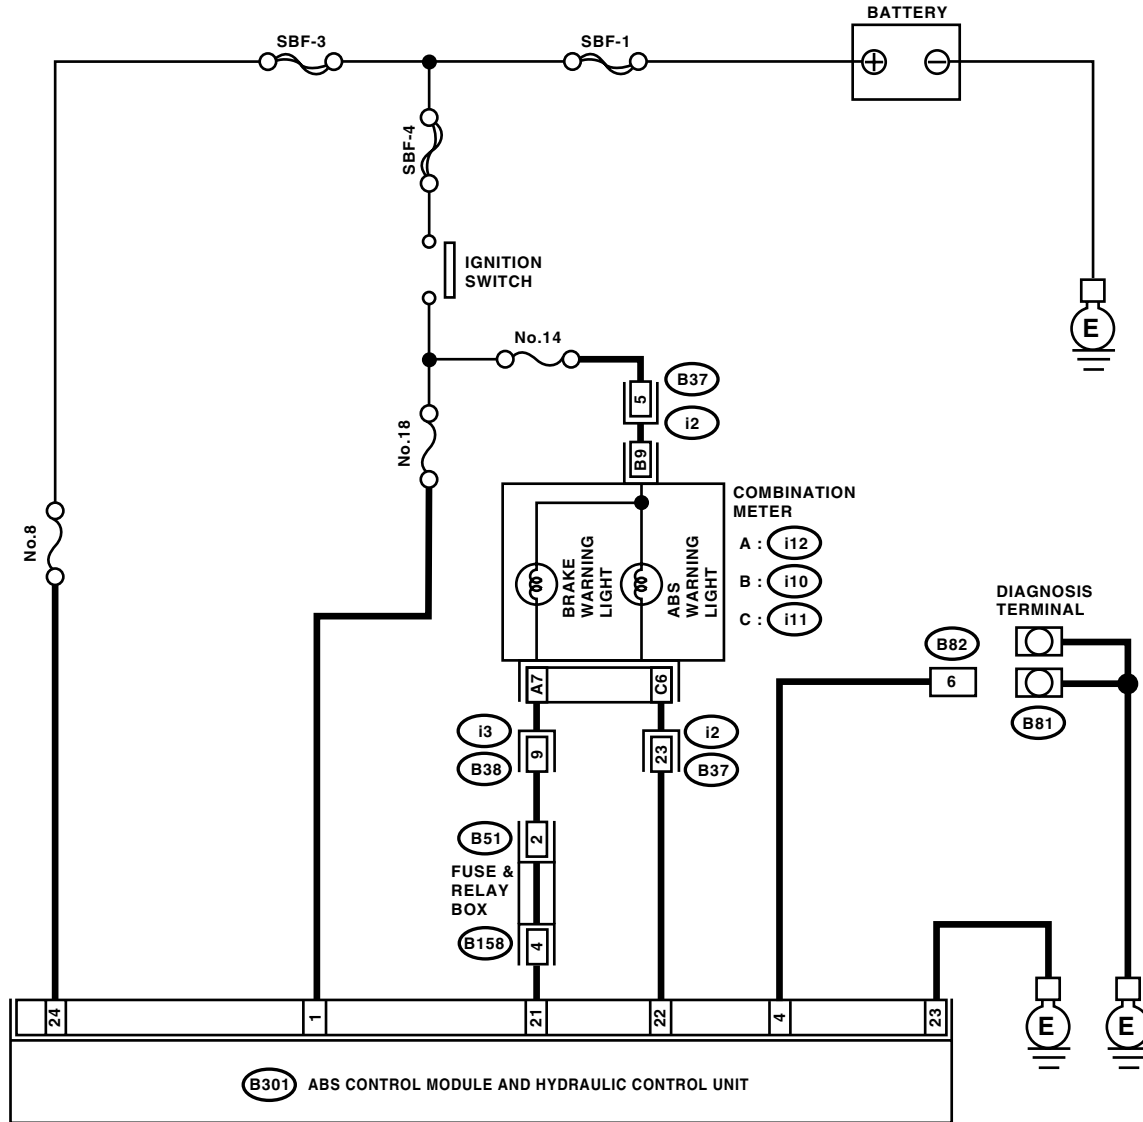 BATTERY
SBF-3
SBF-1
SBF-4
IGNITION
SWITCH
E
No.14
B37
5
i2
No.18
B9
COMBINATION
METER
A : i12
B : i10
C : i11
BRAKE
WARNING
LIGHT
ABS
WARNING
LIGHT
No.8
DIAGNOSIS
TERMINAL
B82
6
B81
A7
C6
i3
9
B38
i2
23
B37
B51
2
FUSE &
RELAY
BOX
B158
4
24
1
21
22
4
23
E
E
B301 ABS CONTROL MODULE AND HYDRAULIC CONTROL UNIT